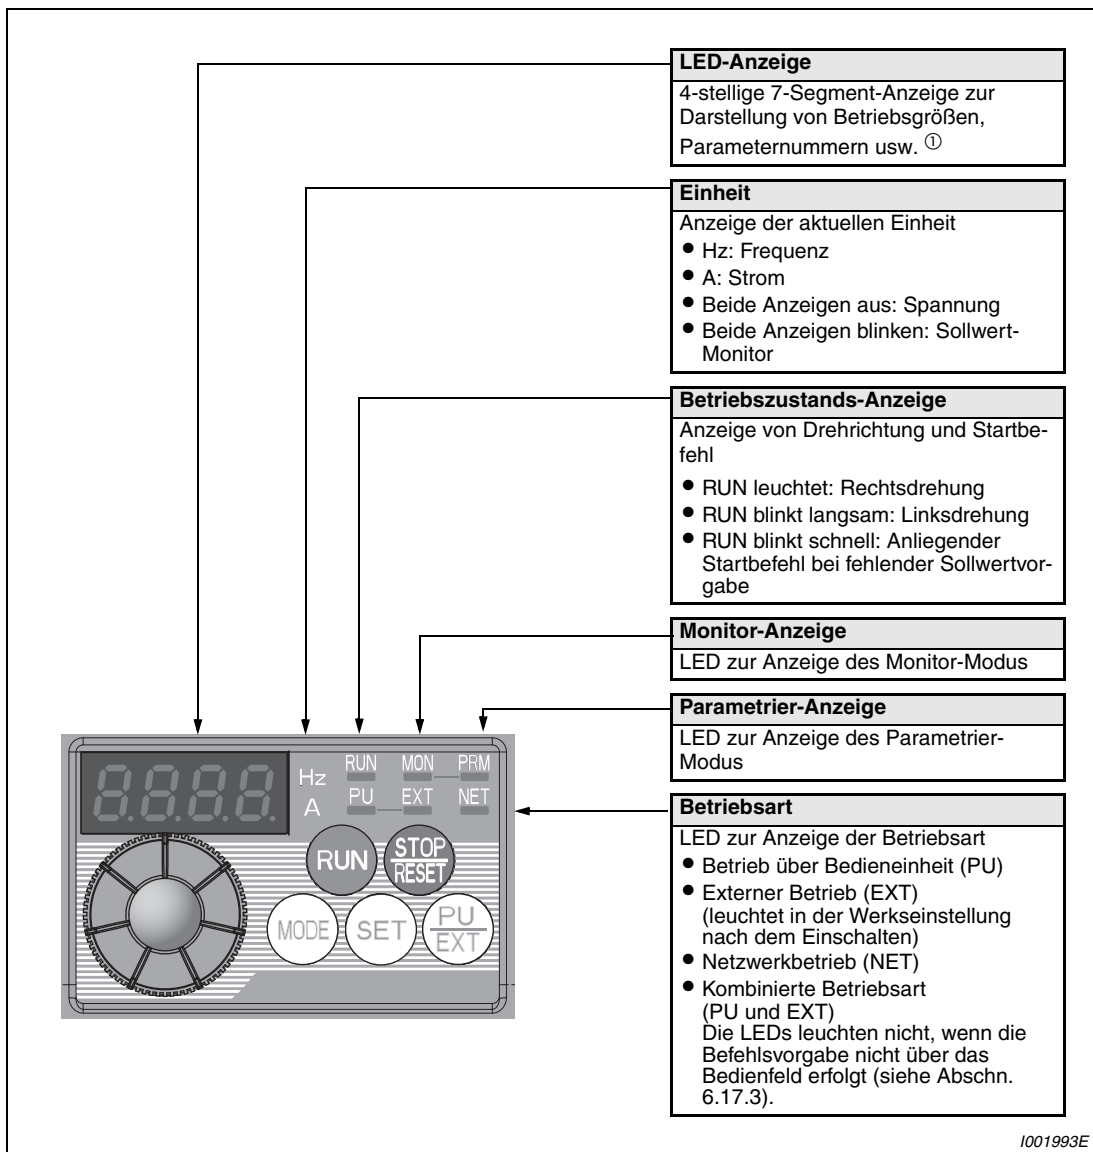 LED-Anzeige
4-stellige 7-Segment-Anzeige zur
Darstellung von Betriebsgrößen,
Parameternummern usw. ①
Einheit
Anzeige der aktuellen Einheit
● Hz: Frequenz
● A: Strom
● Beide Anzeigen aus: Spannung
● Beide Anzeigen blinken: Sollwert-
Monitor
Betriebszustands-Anzeige
Anzeige von Drehrichtung und Startbe-
fehl
● RUN leuchtet: Rechtsdrehung
● RUN blinkt langsam: Linksdrehung
● RUN blinkt schnell: Anliegender
Startbefehl bei fehlender Sollwertvor-
gabe
Monitor-Anzeige
LED zur Anzeige des Monitor-Modus
Parametrier-Anzeige
LED zur Anzeige des Parametrier-
Modus
Betriebsart
LED zur Anzeige der Betriebsart
● Betrieb über Bedieneinheit (PU)
● Externer Betrieb (EXT)
(leuchtet in der Werkseinstellung
nach dem Einschalten)
● Netzwerkbetrieb (NET)
● Kombinierte Betriebsart
(PU und EXT)
Die LEDs leuchten nicht, wenn die
Befehlsvorgabe nicht über das
Bedienfeld erfolgt (siehe Abschn.
6.17.3).
8.8.8.8.
Hz
A
RUN MON PRM
PU EXT NET
RUN
STOP
RESET
MODE
SET
PU
EXT
I001993E